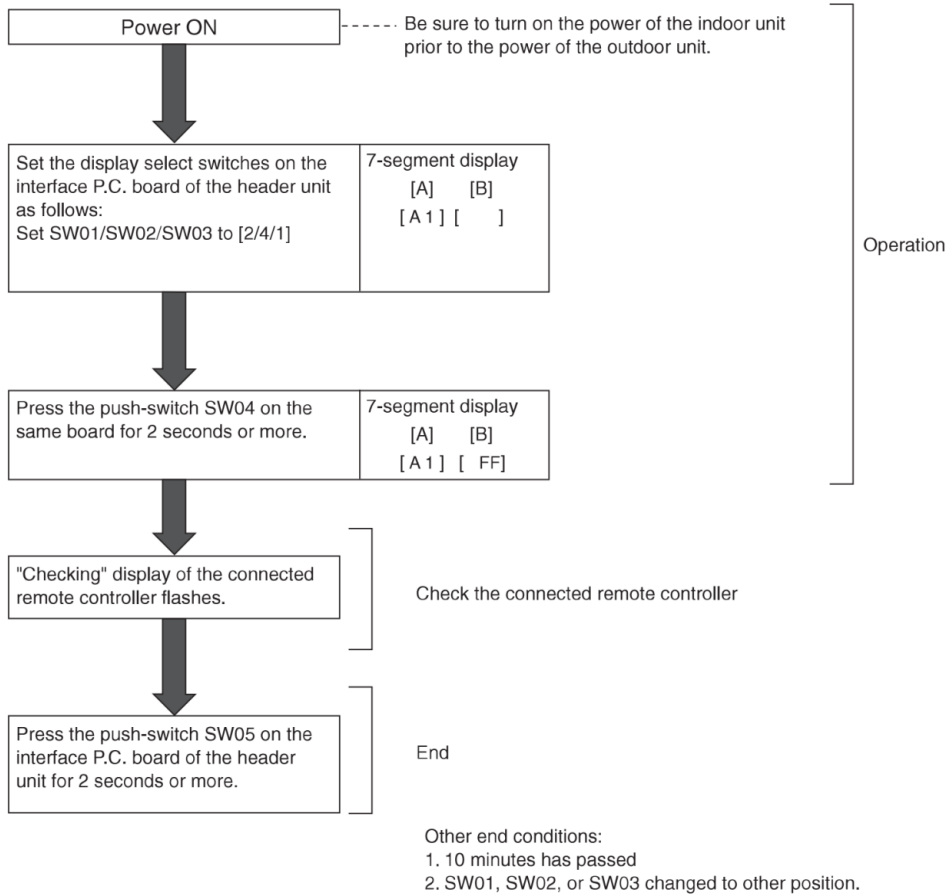 Power ON
Be sure to turn on the power of the indoor unit
prior to the power of the outdoor unit.
Set the display select switches on the
interface P.C. board of the header unit
as follows:
Set SW01/SW02/SW03 to [2/4/1]
7-segment display
[A] [B]
[ A 1 ] [ ]
Operation
Press the push-switch SW04 on the
same board for 2 seconds or more.
7-segment display
[A] [B]
[ A 1 ] [ FF]
"Checking" display of the connected
remote controller flashes.
Check the connected remote controller
Press the push-switch SW05 on the
interface P.C. board of the header
unit for 2 seconds or more.
End
Other end conditions:
1. 10 minutes has passed
2. SW01, SW02, or SW03 changed to other position.